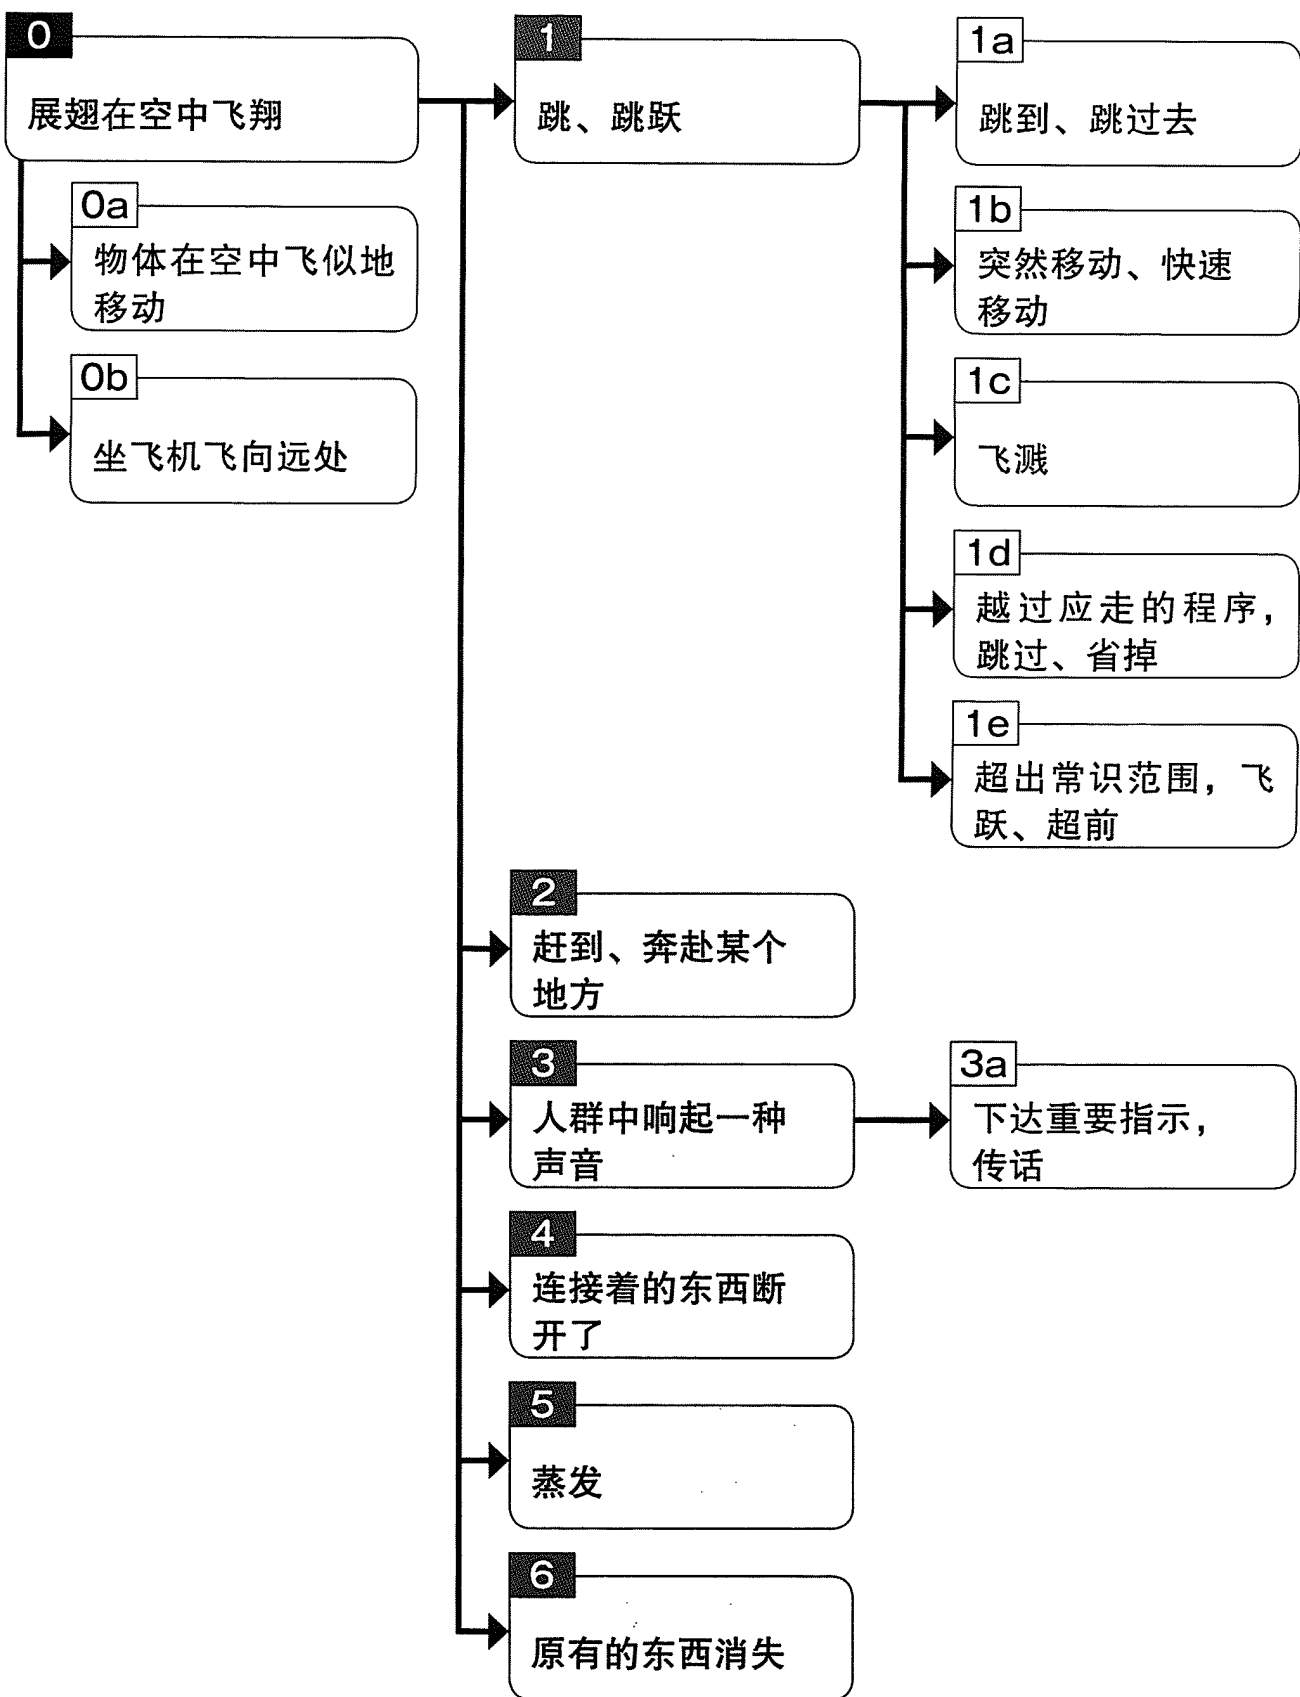 0
展翅在空中飞翔
0a
物体在空中飞似地
移动
0b
坐飞机飞向远处
1
跳、跳跃
1a
跳到、跳过去
1b
突然移动、快速
移动
1c
飞溅
1d
越过应走的程序，
跳过、省掉
1e
超出常识范围，飞
跃、超前
2
赶到、奔赴某个
地方
3
人群中响起一种
声音
3a
下达重要指示，
传话
4
连接着的东西断
开了
5
蒸发
6
原有的东西消失